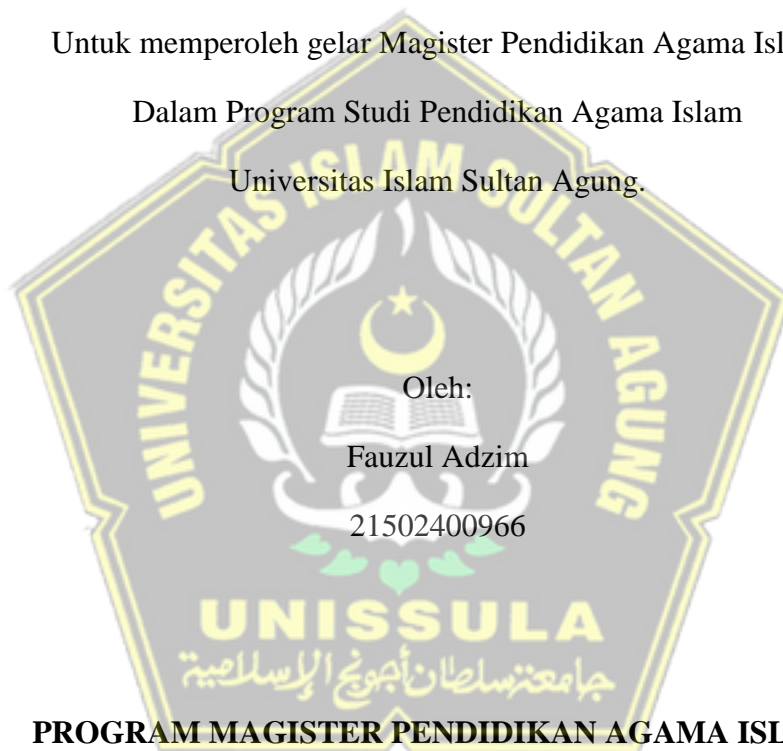 Untuk memperoleh gelar Magister Pendidikan Agama Isl
Dalam Program Studi Pendidikan Agama Islam
Universitas Islam Sultan Agung.
UNIVERSITAS ISLAM SULTAN AGUNG
Oleh:
Fauzul Adzim
21502400966
UNISSULA
جامعة سلطان أجونج الإسلامية
PROGRAM MAGISTER PENDIDIKAN AGAMA ISL